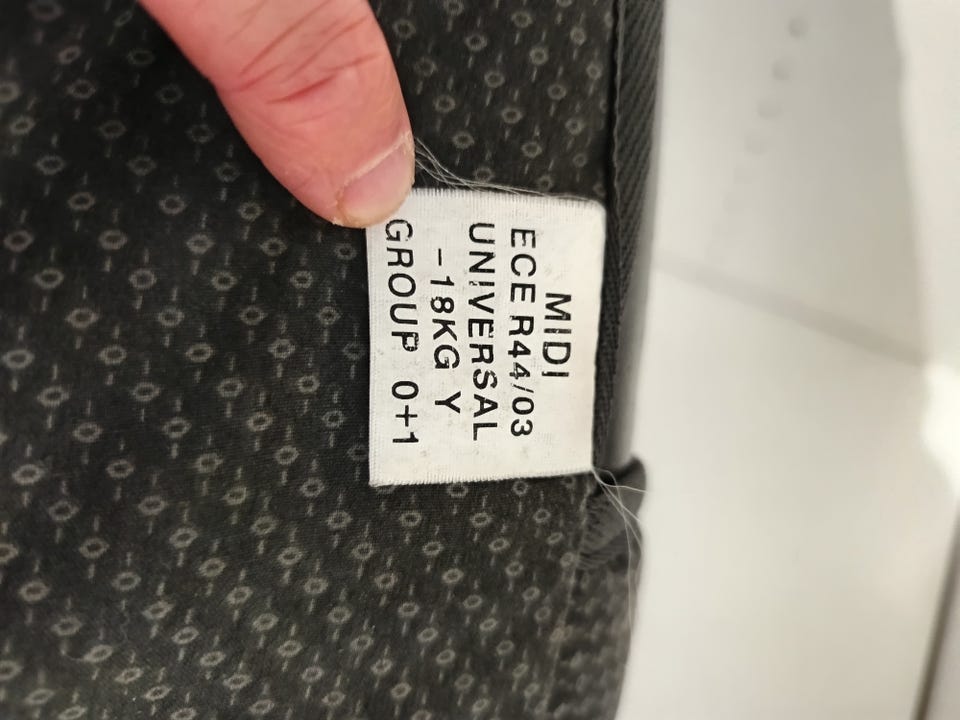 MIDI
ECE R44/03
UNIVERSAL
-18KG Y
GROUP 0+1